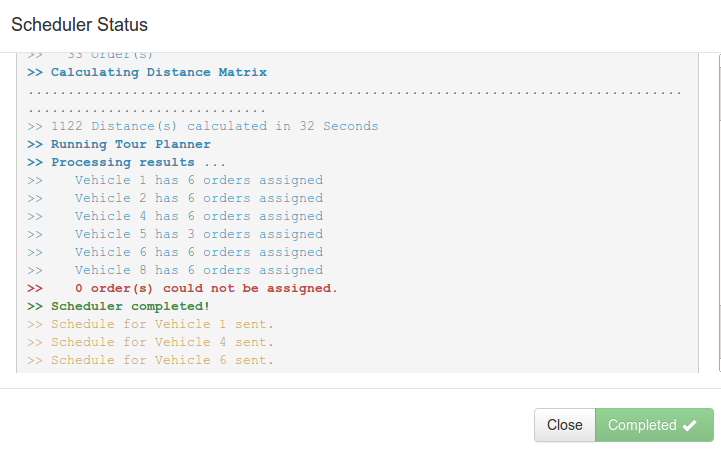 Scheduler Status
>> 33 Order(s)
>> Calculating Distance Matrix
..................................................................................
..............................
>> 1122 Distance(s) calculated in 32 Seconds
>> Running Tour Planner
>> Processing results ...
>> Vehicle 1 has 6 orders assigned
>> Vehicle 2 has 6 orders assigned
>> Vehicle 4 has 6 orders assigned
>> Vehicle 5 has 3 orders assigned
>> Vehicle 6 has 6 orders assigned
>> Vehicle 8 has 6 orders assigned
>> 0 order(s) could not be assigned.
>> Scheduler completed!
>> Schedule for Vehicle 1 sent.
>> Schedule for Vehicle 4 sent.
>> Schedule for Vehicle 6 sent.
Close Completed ✔